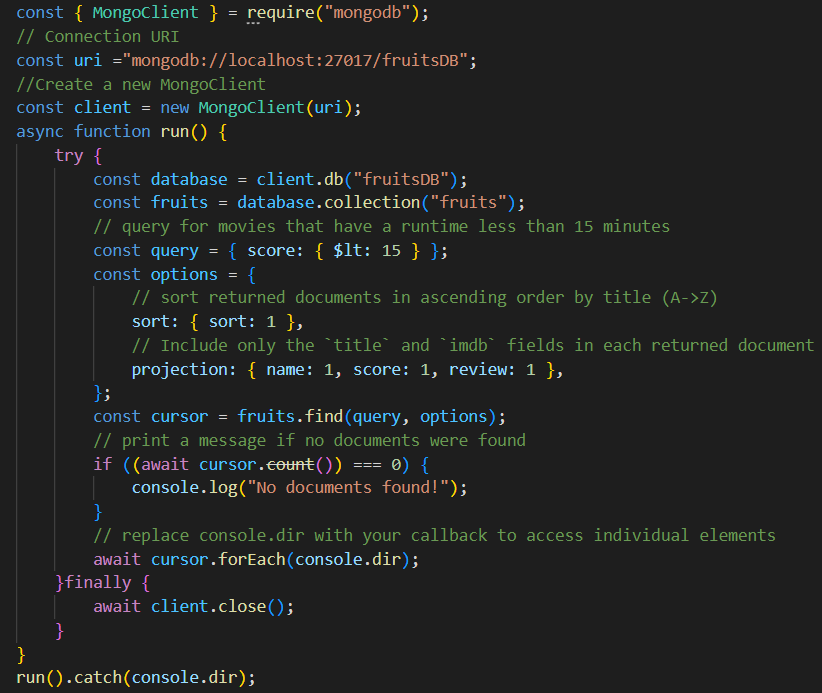 const { MongoClient } = require("mongodb");
// Connection URI
const uri ="mongodb://localhost:27017/fruitsDB";
//Create a new MongoClient
const client = new MongoClient(uri);
async function run() {
    try {
        const database = client.db("fruitsDB");
        const fruits = database.collection("fruits");
        // query for movies that have a runtime less than 15 minutes
        const query = { score: { $lt: 15 } };
        const options = {
            // sort returned documents in ascending order by title (A->Z)
            sort: { sort: 1 },
            // Include only the `title` and `imdb` fields in each returned document
            projection: { name: 1, score: 1, review: 1 },
        };
        const cursor = fruits.find(query, options);
        // print a message if no documents were found
        if ((await cursor.count()) === 0) {
            console.log("No documents found!");
        }
        // replace console.dir with your callback to access individual elements
        await cursor.forEach(console.dir);
    }finally {
        await client.close();
    }
}
run().catch(console.dir);